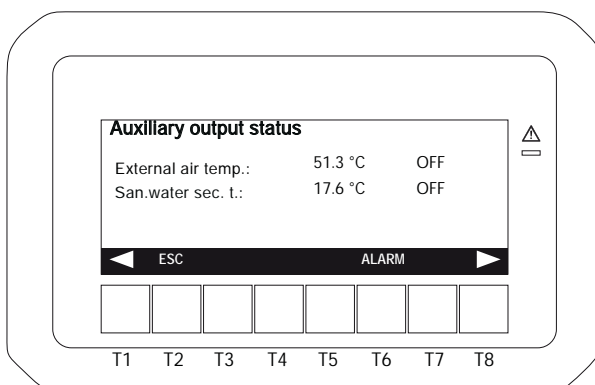 Auxiliary output status
External air temp.: 51.3 °C OFF
San.water sec. t.: 17.6 °C OFF
ESC ALARM
T1 T2 T3 T4 T5 T6 T7 T8